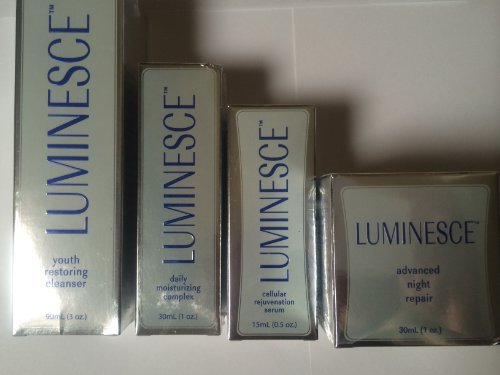 LUMINESCE™
youth
restoring
cleanser
90mL (3 oz.)
LUMINESCE™
daily
moisturizing
complex
30mL (1 oz.)
LUMINESCE™
cellular
rejuvenation
serum
15mL (0.5 oz.)
LUMINESCE™
advanced
night
repair
30mL (1 oz.)